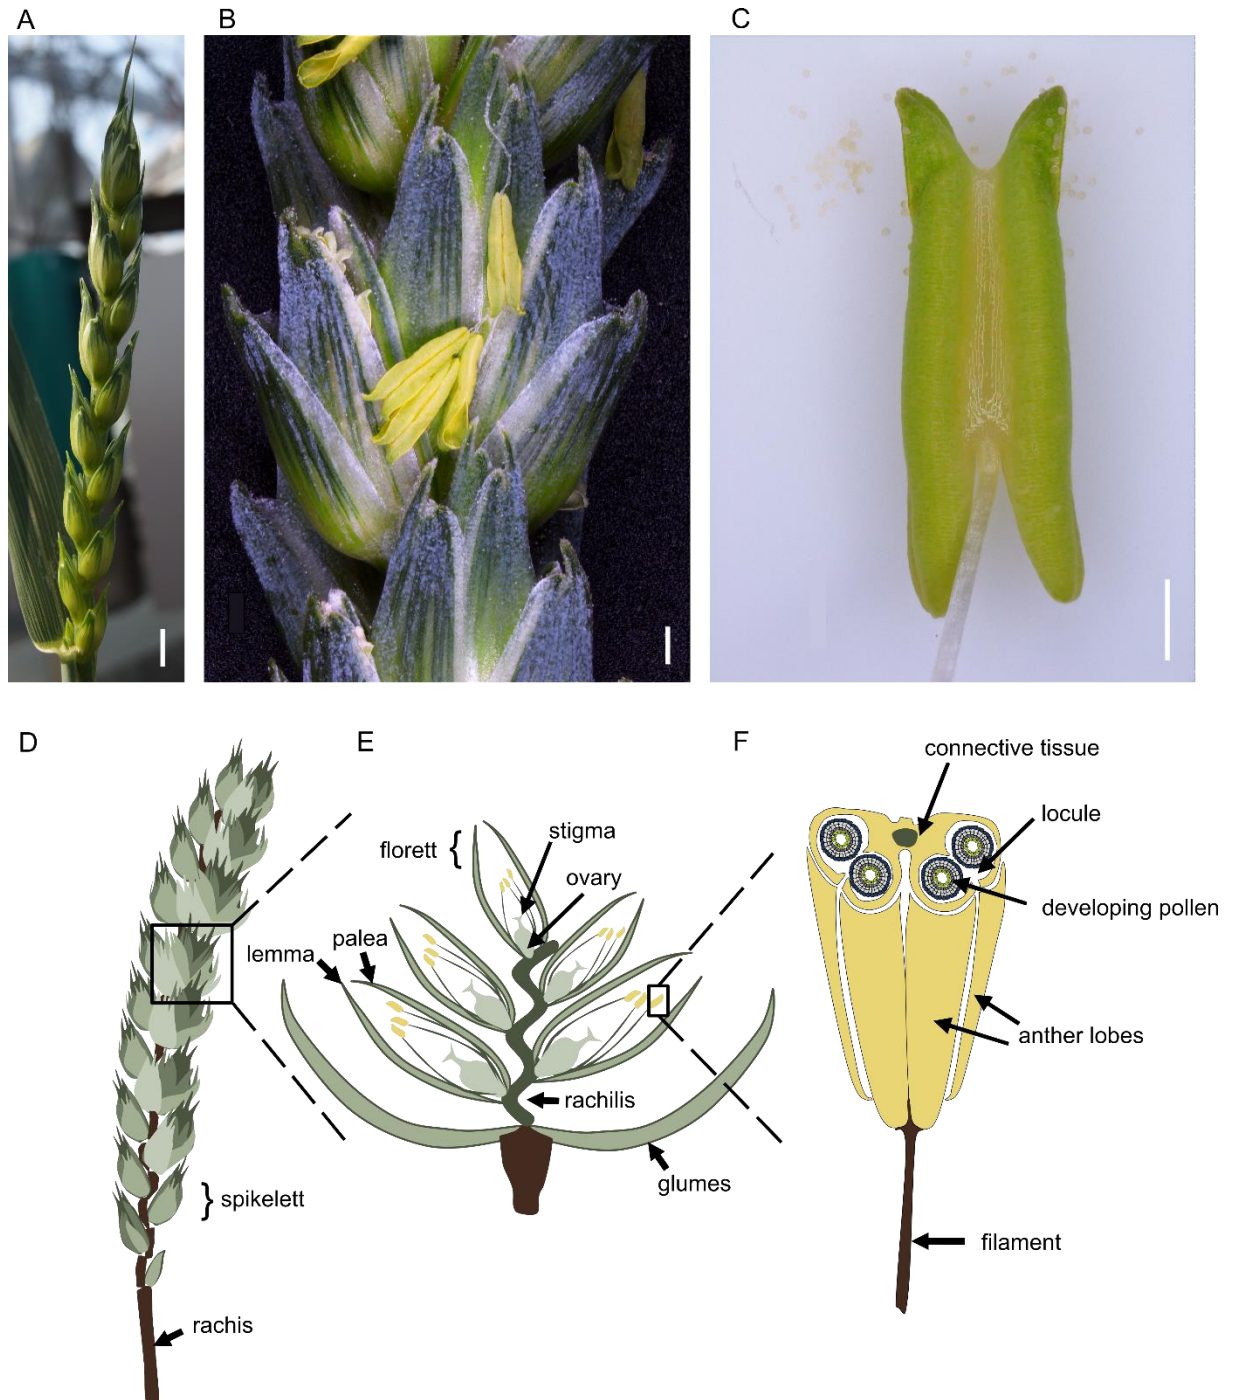 A
B
C
D
E
F
connective tissue
locule
developing pollen
anther lobes
filament
florett
stigma
ovary
palea
lemma
rachilis
glumes
spikelett
rachis